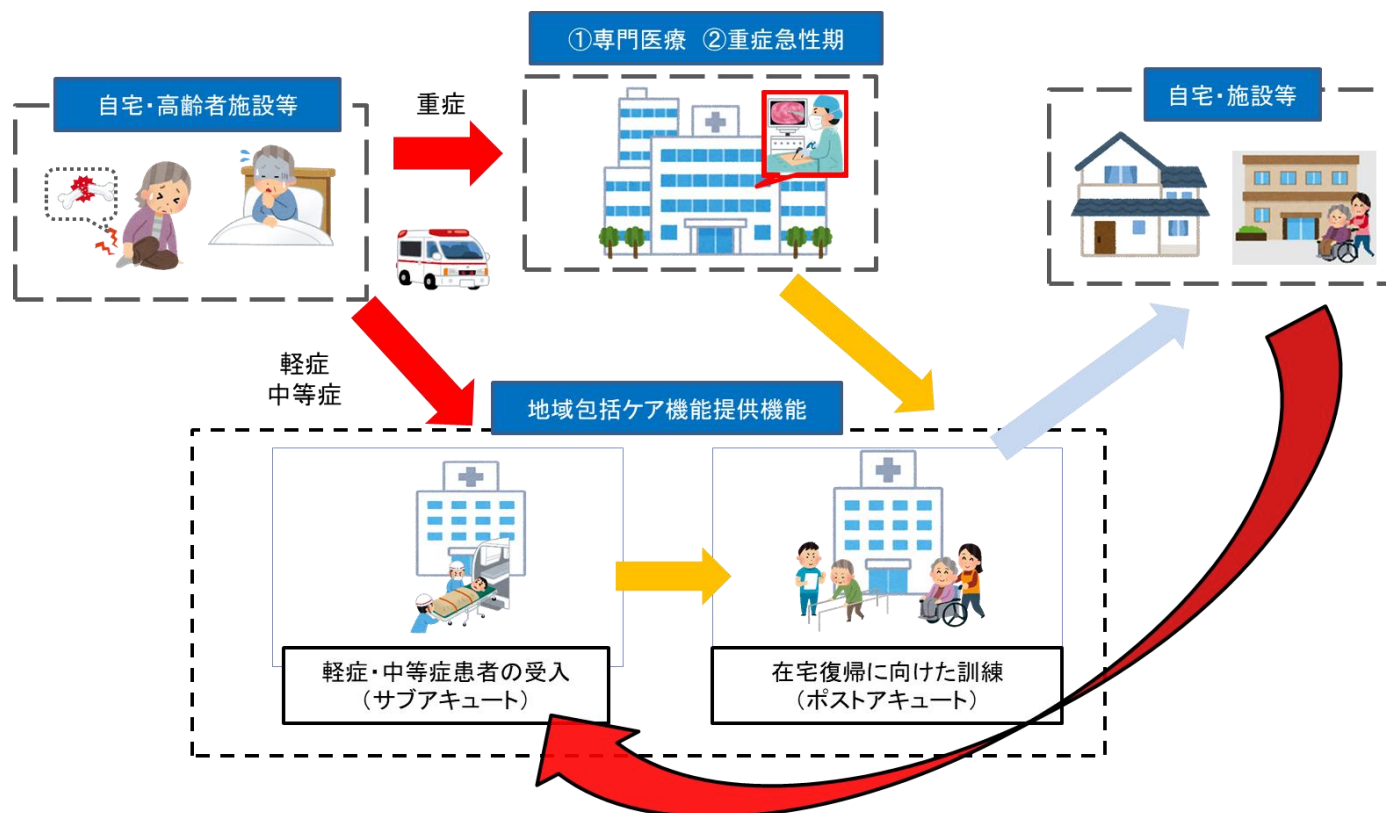 ①専門医療 ②重症急性期
自宅・高齢者施設等
重症
自宅・施設等
軽症
中等症
地域包括ケア機能提供機能
軽症・中等症患者の受入
(サブアキュート)
在宅復帰に向けた訓練
(ポストアキュート)